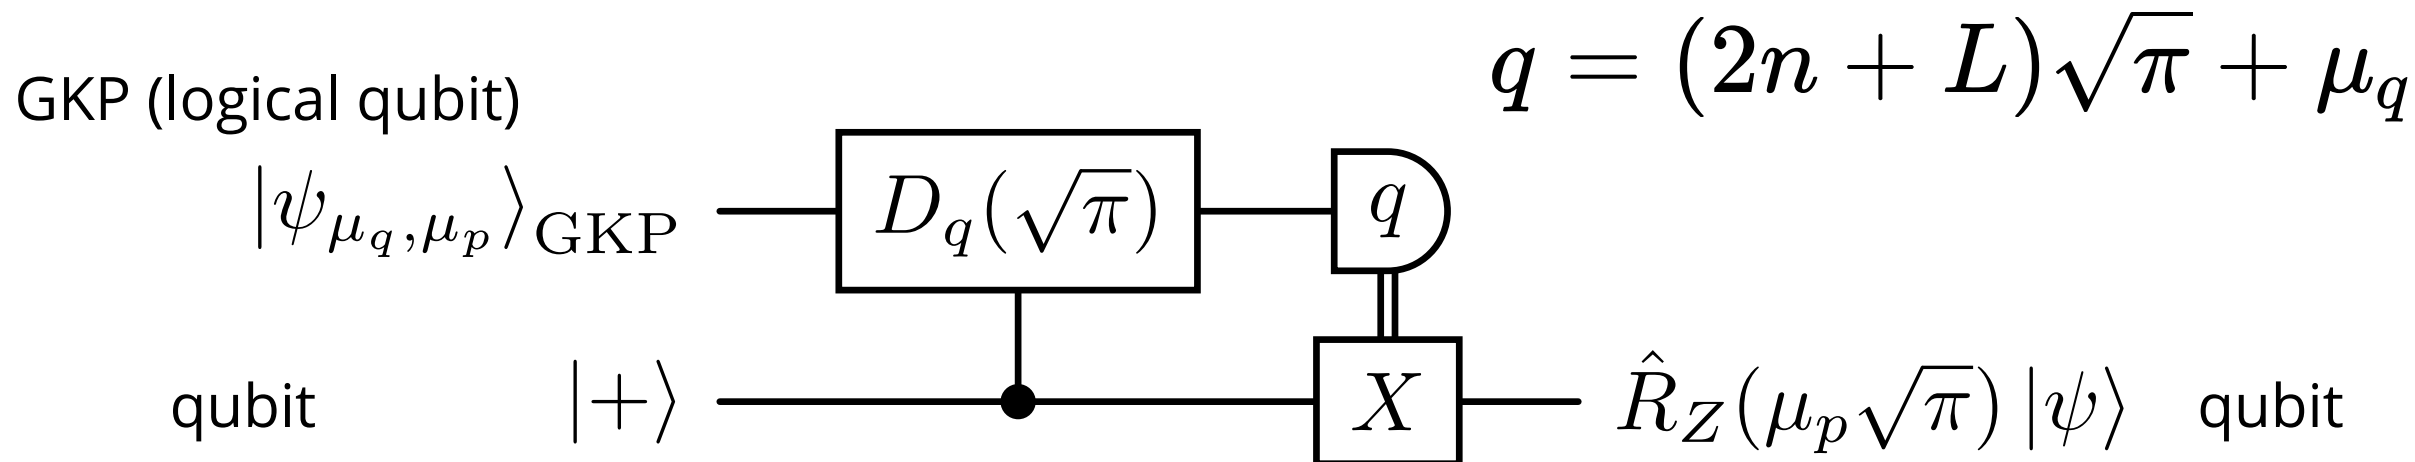 q = (2n + L)√π + μ_q
GKP (logical qubit)
|ψ_{μ_q,μ_p}⟩_GKP
D_q(√π)
q
qubit
|+⟩
X
R̂_Z(μ_p√π) |ψ⟩
qubit